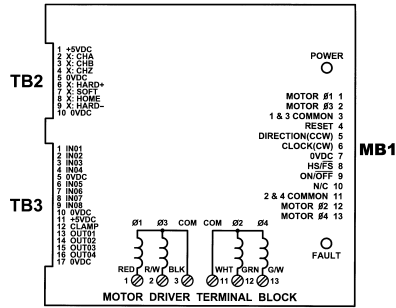 TB2
1 +5VDC
2 X: CHA
3 X: CHB
4 X: CHZ
5 0VDC
6 X: HARD+
7 X: SOFT
8 X: HOME
9 X: HARD–
10 0VDC
TB3
1 IN01
2 IN02
3 IN03
4 IN04
5 0VDC
6 IN05
7 IN06
8 IN07
9 IN08
10 0VDC
11 +5VDC
12 CLAMP
13 OUT01
14 OUT02
15 OUT03
16 OUT04
17 0VDC
POWER
MB1
MOTOR Ø1 1
MOTOR Ø3 2
1 & 3 COMMON 3
RESET 4
DIRECTION(CCW) 5
CLOCK(CW) 6
0VDC 7
HS/FS 8
ON/OFF 9
N/C 10
2 & 4 COMMON 11
MOTOR Ø2 12
MOTOR Ø4 13
FAULT
Ø1 Ø3 COM COM Ø2 Ø4
RED R/W BLK WHT GRN G/W
1 2 3 11 12 13
MOTOR DRIVER TERMINAL BLOCK